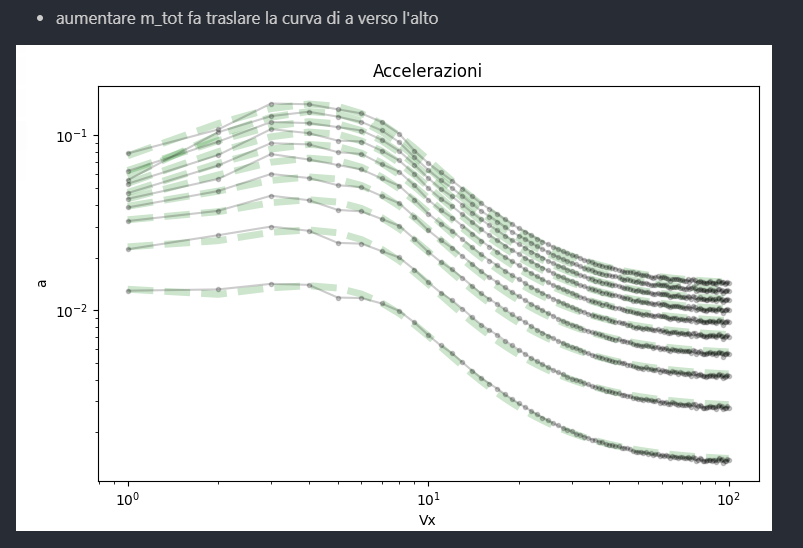 • aumentare m_tot fa traslare la curva di a verso l'alto
Accelerazioni
10⁻¹
a
10⁻²
10⁰ 10¹ 10²
Vx